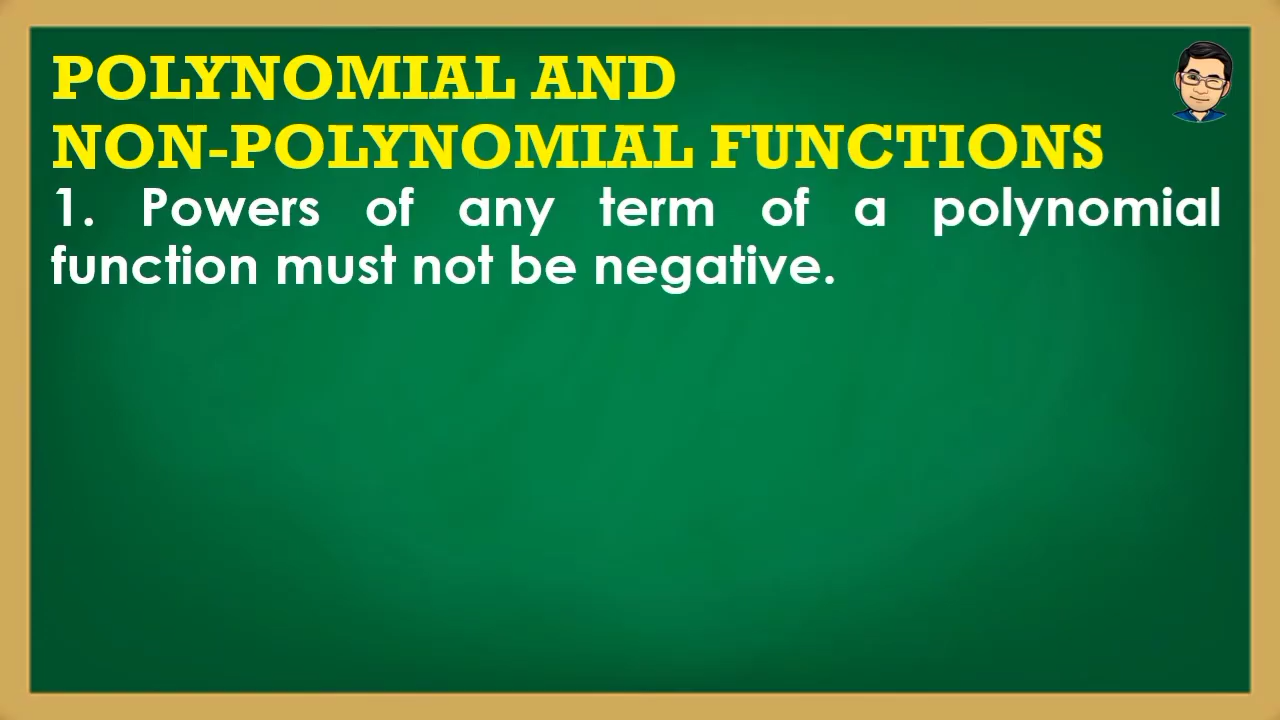 POLYNOMIAL AND
NON-POLYNOMIAL FUNCTIONS
1. Powers of any term of a polynomial
function must not be negative.